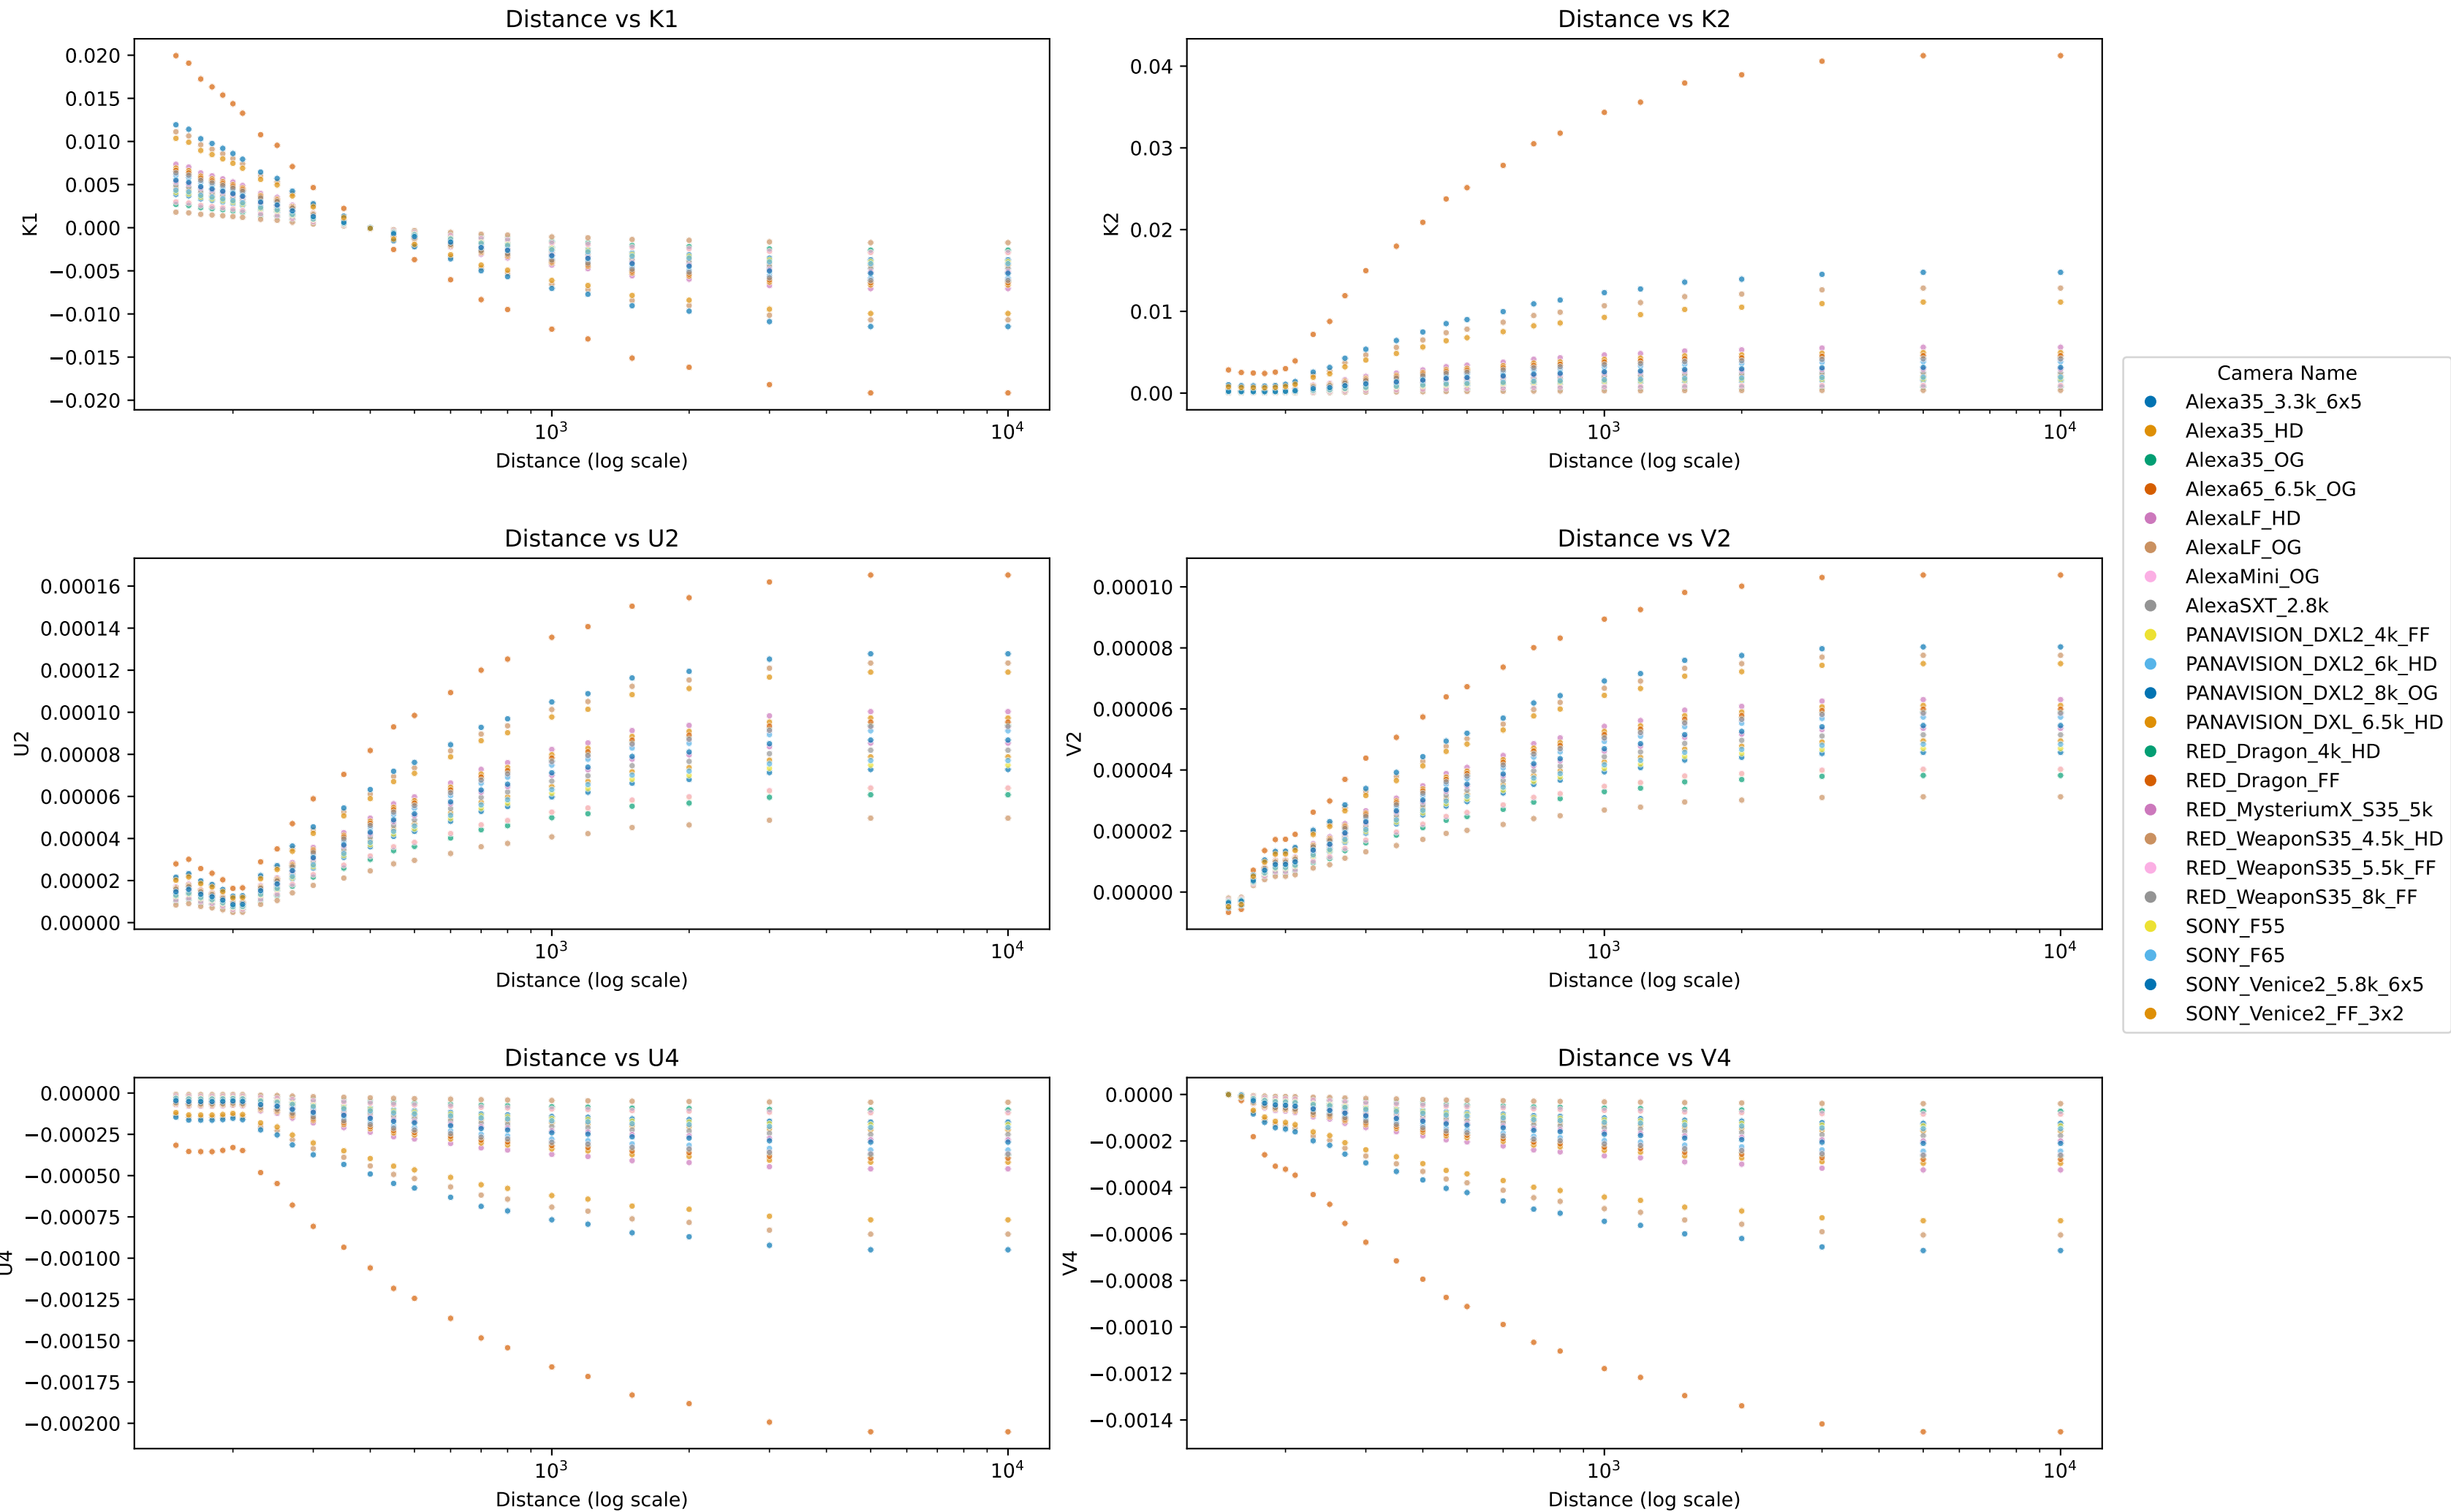 Distance vs K1
K1
0.020
0.015
0.010
0.005
0.000
−0.005
−0.010
−0.015
−0.020
10³
10⁴
Distance (log scale)
Distance vs K2
K2
0.04
0.03
0.02
0.01
0.00
10³
10⁴
Distance (log scale)
Distance vs U2
U2
0.00016
0.00014
0.00012
0.00010
0.00008
0.00006
0.00004
0.00002
0.00000
10³
10⁴
Distance (log scale)
Distance vs V2
V2
0.00010
0.00008
0.00006
0.00004
0.00002
0.00000
10³
10⁴
Distance (log scale)
Distance vs U4
U4
0.00000
−0.00025
−0.00050
−0.00075
−0.00100
−0.00125
−0.00150
−0.00175
−0.00200
10³
10⁴
Distance (log scale)
Distance vs V4
V4
0.0000
−0.0002
−0.0004
−0.0006
−0.0008
−0.0010
−0.0012
−0.0014
10³
10⁴
Distance (log scale)
Camera Name
Alexa35_3.3k_6x5
Alexa35_HD
Alexa35_OG
Alexa65_6.5k_OG
AlexaLF_HD
AlexaLF_OG
AlexaMini_OG
AlexaSXT_2.8k
PANAVISION_DXL2_4k_FF
PANAVISION_DXL2_6k_HD
PANAVISION_DXL2_8k_OG
PANAVISION_DXL_6.5k_HD
RED_Dragon_4k_HD
RED_Dragon_FF
RED_MysteriumX_S35_5k
RED_WeaponS35_4.5k_HD
RED_WeaponS35_5.5k_FF
RED_WeaponS35_8k_FF
SONY_F55
SONY_F65
SONY_Venice2_5.8k_6x5
SONY_Venice2_FF_3x2